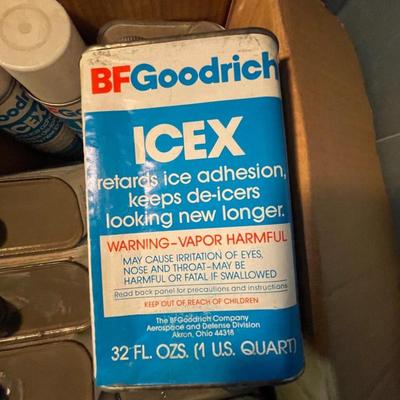 BFGoodrich
ICEX
retards ice adhesion,
keeps de-icers
looking new longer.
WARNING-VAPOR HARMFUL
MAY CAUSE IRRITATION OF EYES,
NOSE AND THROAT-MAY BE
HARMFUL OR FATAL IF SWALLOWED
Read back panel for precautions and instructions
KEEP OUT OF REACH OF CHILDREN
The BFGoodrich Company
Aerospace and Defense Division
Akron, Ohio 44318
32 FL. OZS. (1 U.S. QUART)
ICEX